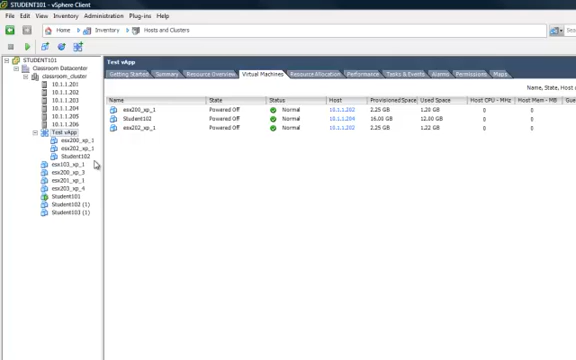 STUDENT101 - vSphere Client
File Edit View Inventory Administration Plug-ins Help
Home Inventory Hosts and Clusters
STUDENT101
Classroom Datacenter
classroom_cluster
10.1.1.201
10.1.1.202
10.1.1.203
10.1.1.204
10.1.1.205
10.1.1.206
Test vApp
esx200_xp_1
esx202_xp_1
Student102
esx103_xp_1
esx200_xp_3
esx201_xp_1
esx203_xp_4
Student101
Student102 (1)
Student103 (1)
Test vApp
Getting Started Summary Resource Overview Virtual Machines Resource Allocation Performance Tasks & Events Alarms Permissions Maps
Name, State, Host
Name State Status Host Provisioned Space Used Space Host CPU - MHz Host Mem - MB
esx200_xp_1 Powered Off Normal 10.1.1.202 2.25 GB 1.20 GB 0 0
Student102 Powered Off Normal 10.1.1.204 16.00 GB 12.00 GB 0 0
esx202_xp_1 Powered Off Normal 10.1.1.202 2.25 GB 1.22 GB 0 0